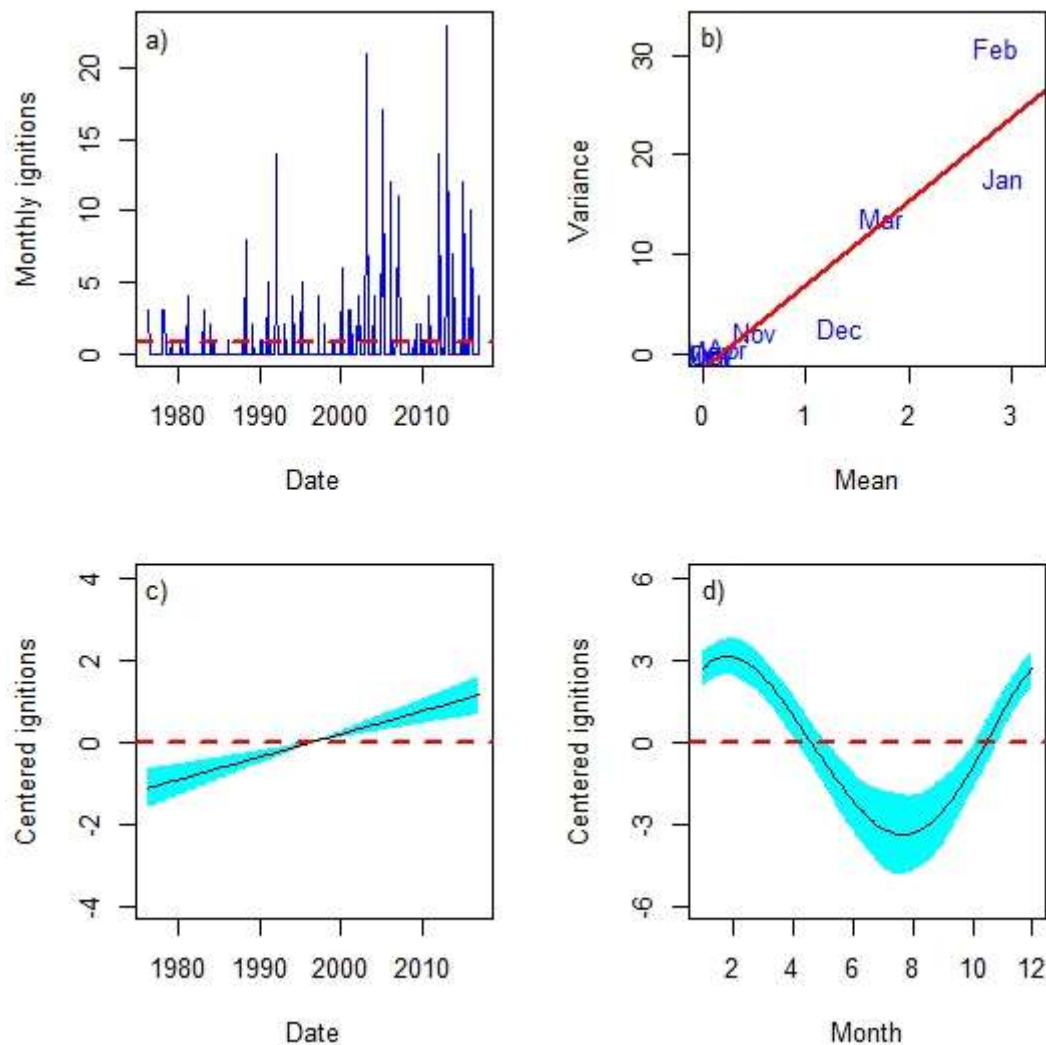 a)
Monthly ignitions
20
15
10
5
0
1980 1990 2000 2010
Date
b)
Variance
30
20
10
0
Feb
Jan
Mar
Dec
Nov
Apr
0 1 2 3
Mean
c)
Centered ignitions
4
2
0
-2
-4
1980 1990 2000 2010
Date
d)
Centered ignitions
6
3
0
-3
-6
2 4 6 8 10 12
Month